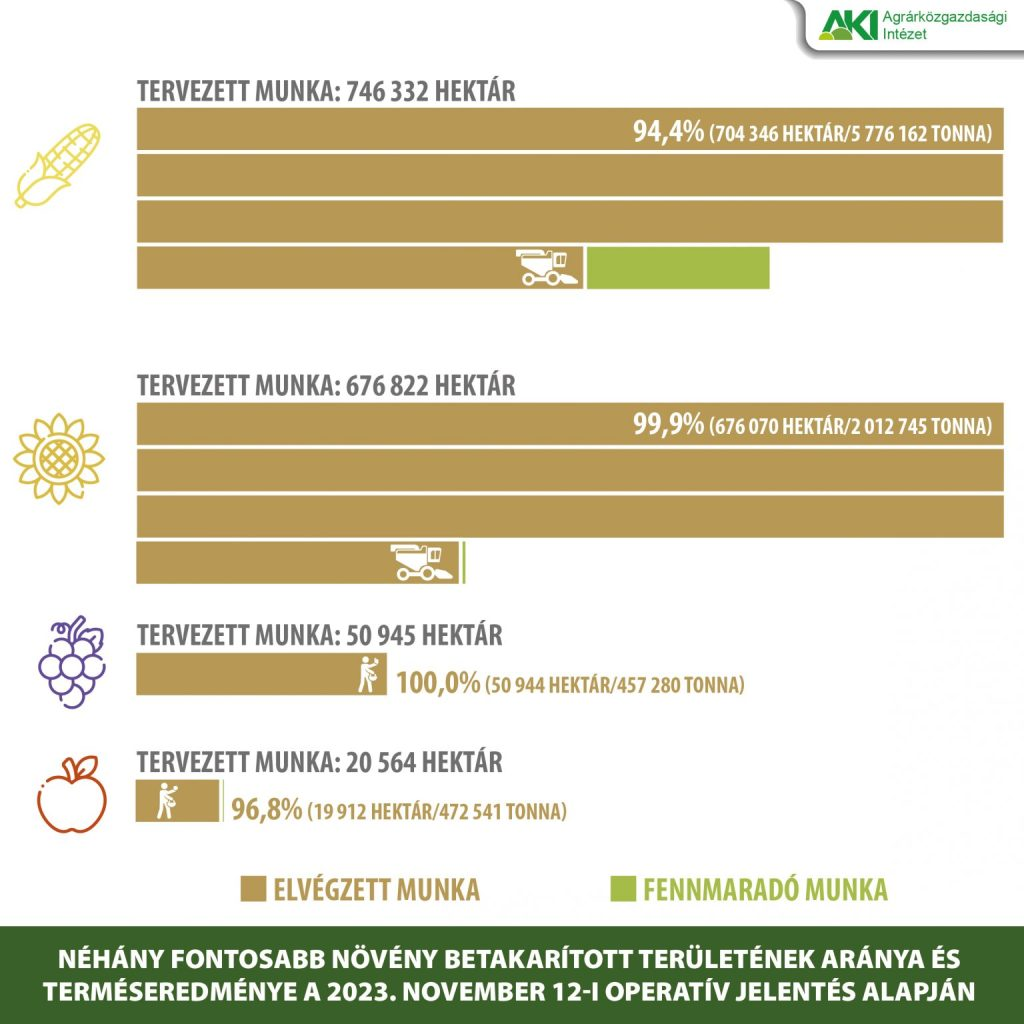 AKI Agrárközgazdasági
Intézet
TERVEZETT MUNKA: 746 332 HEKTÁR
94,4% (704 346 HEKTÁR/5 776 162 TONNA)
TERVEZETT MUNKA: 676 822 HEKTÁR
99,9% (676 070 HEKTÁR/2 012 745 TONNA)
TERVEZETT MUNKA: 50 945 HEKTÁR
100,0% (50 944 HEKTÁR/457 280 TONNA)
TERVEZETT MUNKA: 20 564 HEKTÁR
96,8% (19 912 HEKTÁR/472 541 TONNA)
ELVÉGZETT MUNKA
FENNMARADÓ MUNKA
NÉHÁNY FONTOSABB NÖVÉNY BETAKARÍTOTT TERÜLETÉNEK ARÁNYA ÉS
TERMÉSEREDMÉNYE A 2023. NOVEMBER 12-I OPERATÍV JELENTÉS ALAPJÁN